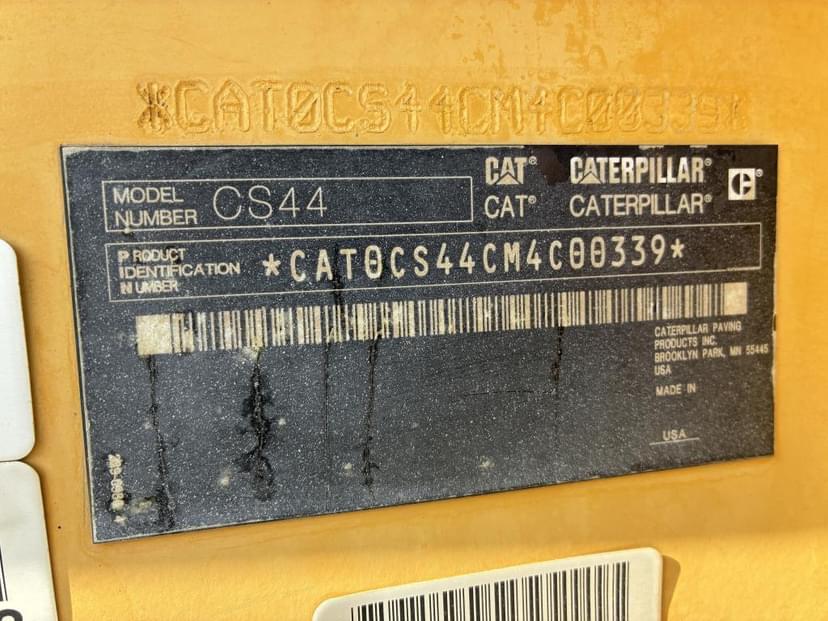 *CAT0CS44CM4C00339*
CAT® CATERPILLAR®
CAT® CATERPILLAR®
MODEL NUMBER CS44
PRODUCT
IDENTIFICATION
NUMBER
*CAT0CS44CM4C00339*
CATERPILLAR PAVING
PRODUCTS INC.
BROOKLYN PARK, MN 55445
USA
MADE IN
USA